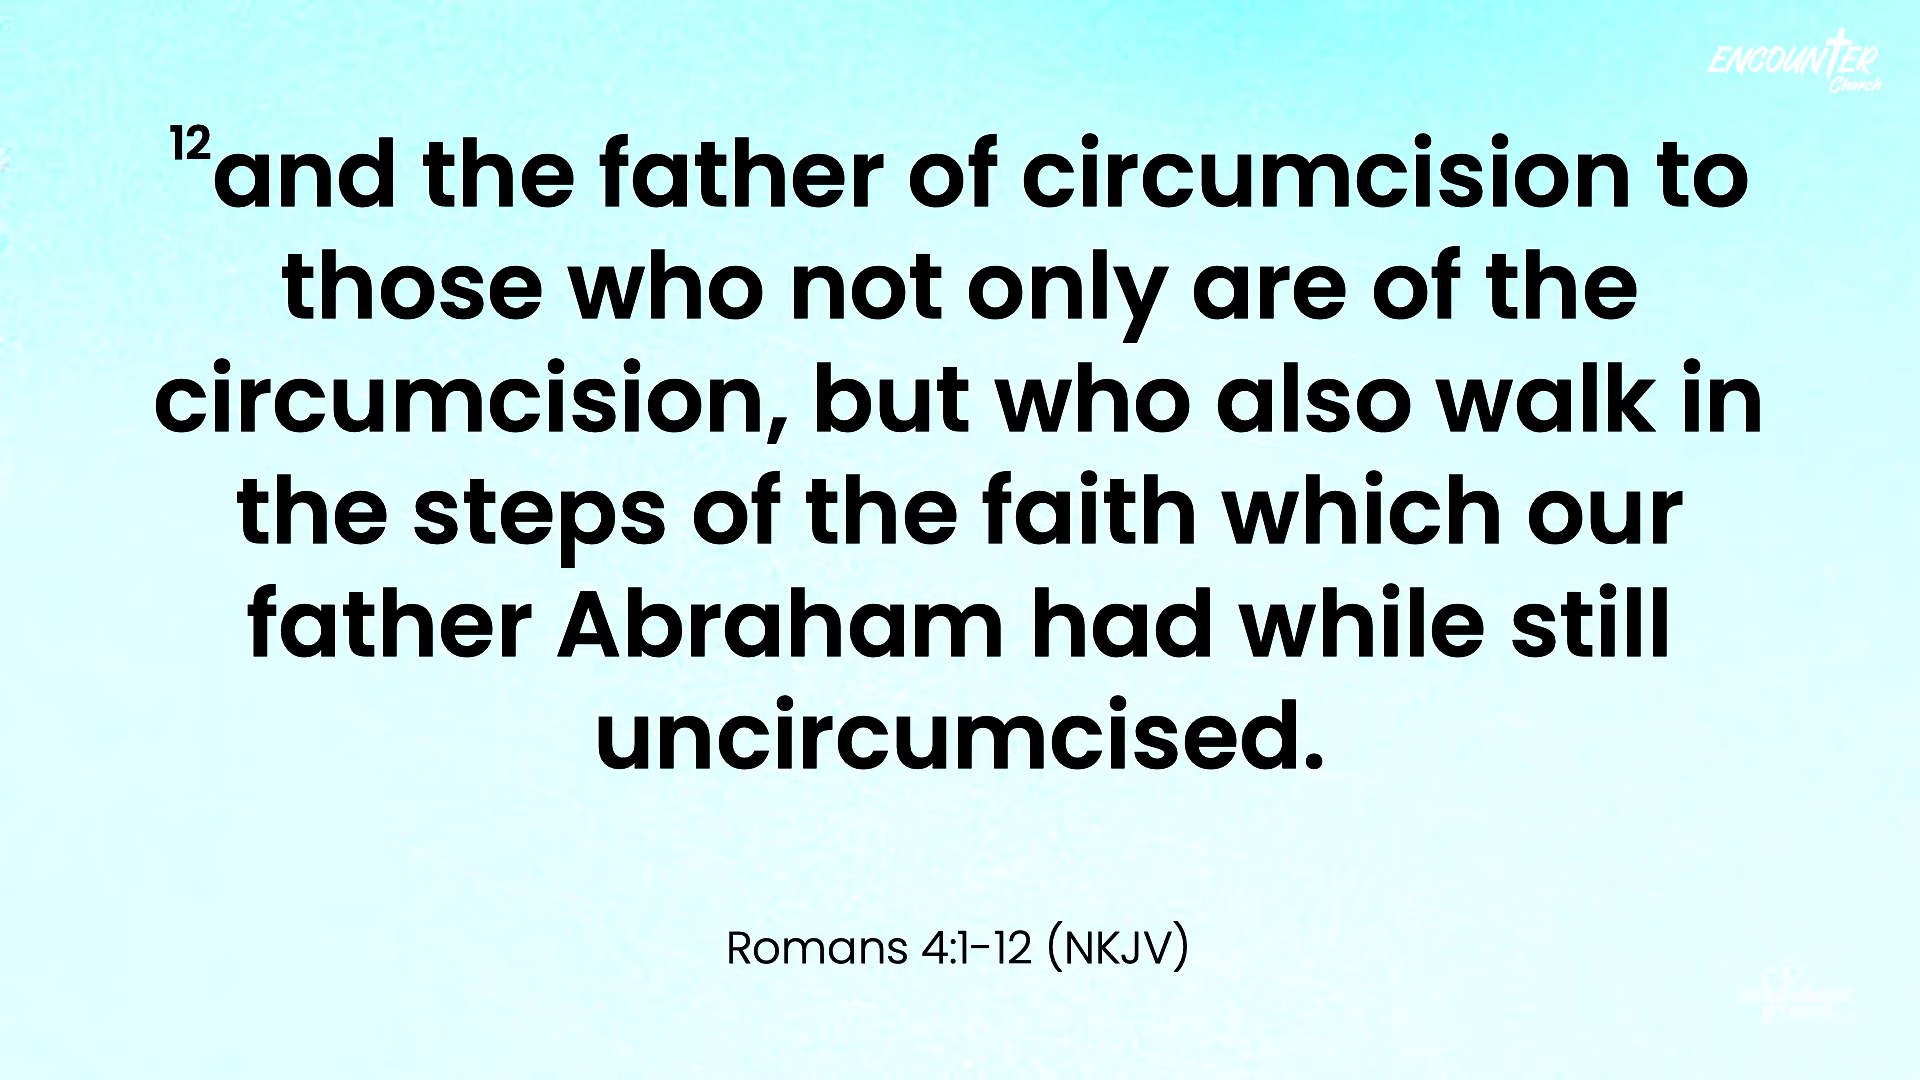 ENCOUNTER
Church
12and the father of circumcision to
those who not only are of the
circumcision, but who also walk in
the steps of the faith which our
father Abraham had while still
uncircumcised.
Romans 4:1-12 (NKJV)